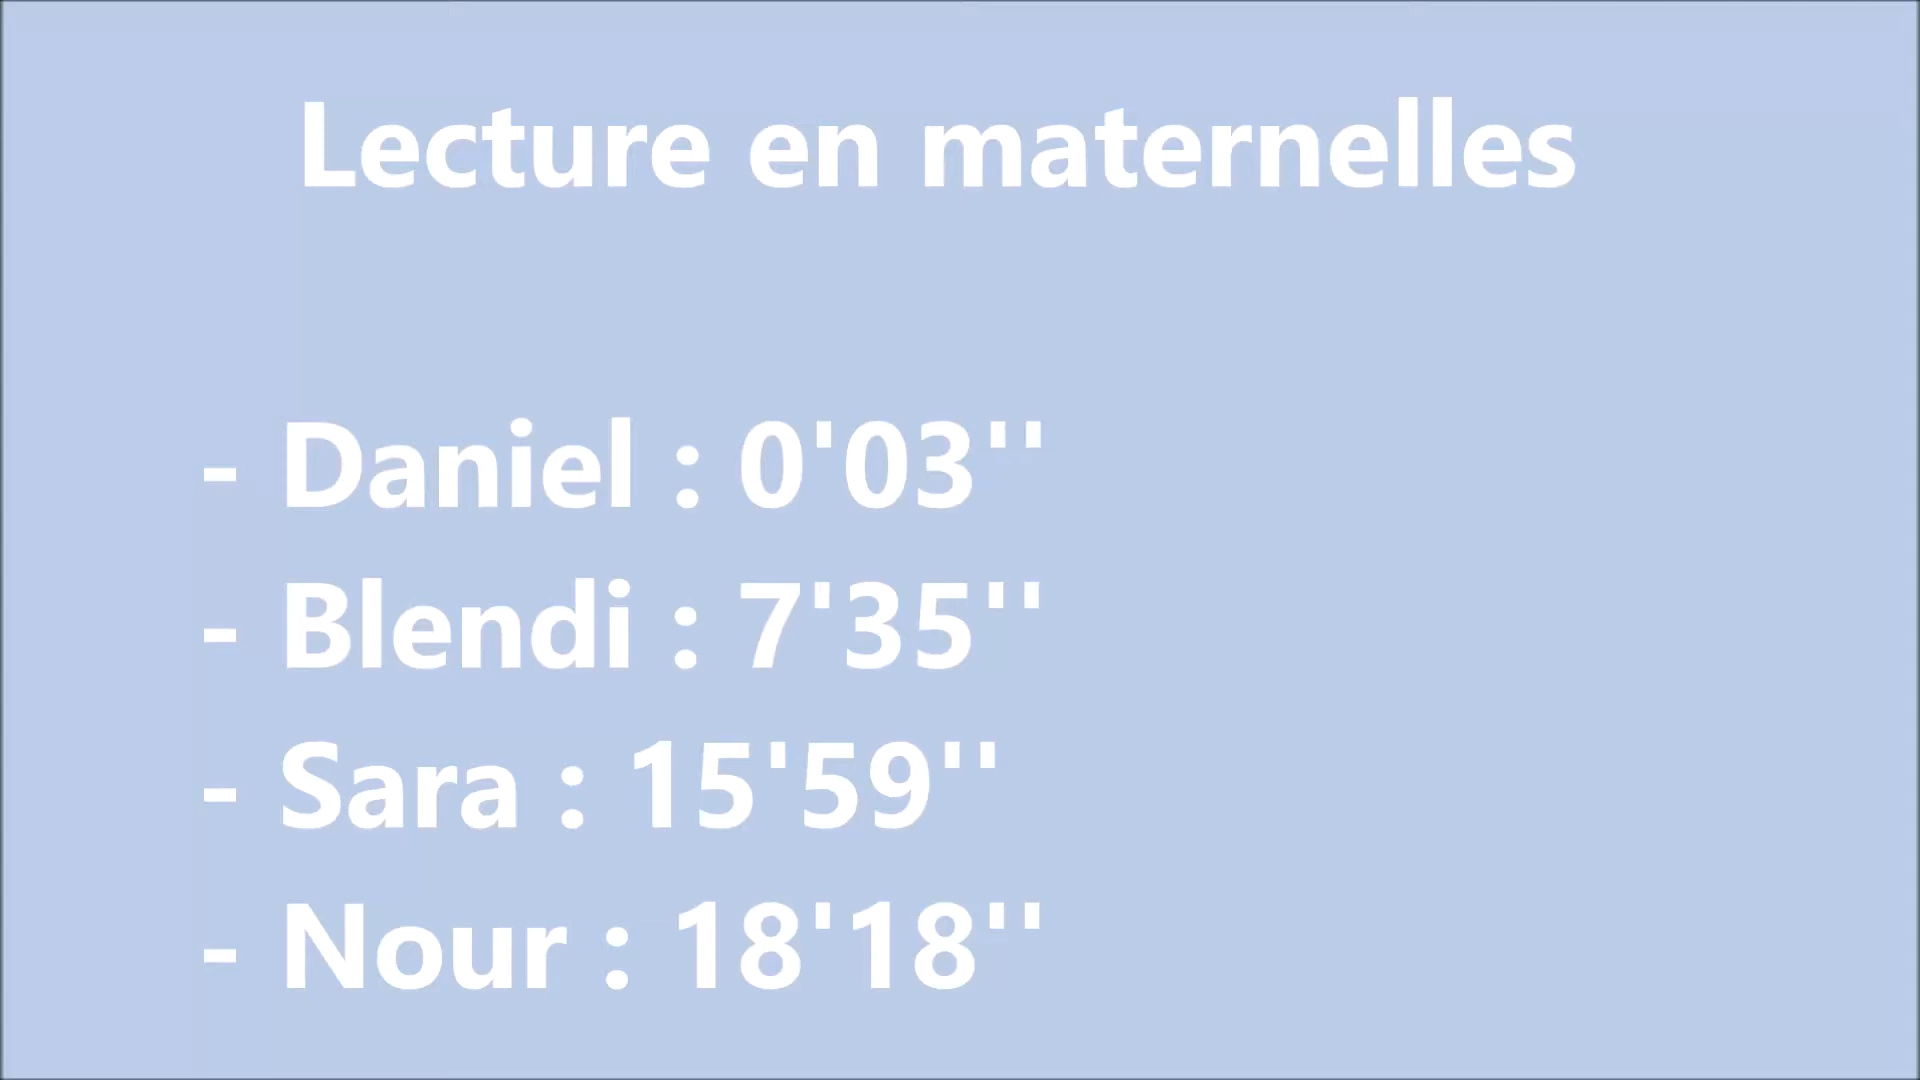 Lecture en maternelles
- Daniel : 0'03''
- Blendi : 7'35''
- Sara : 15'59''
- Nour : 18'18''